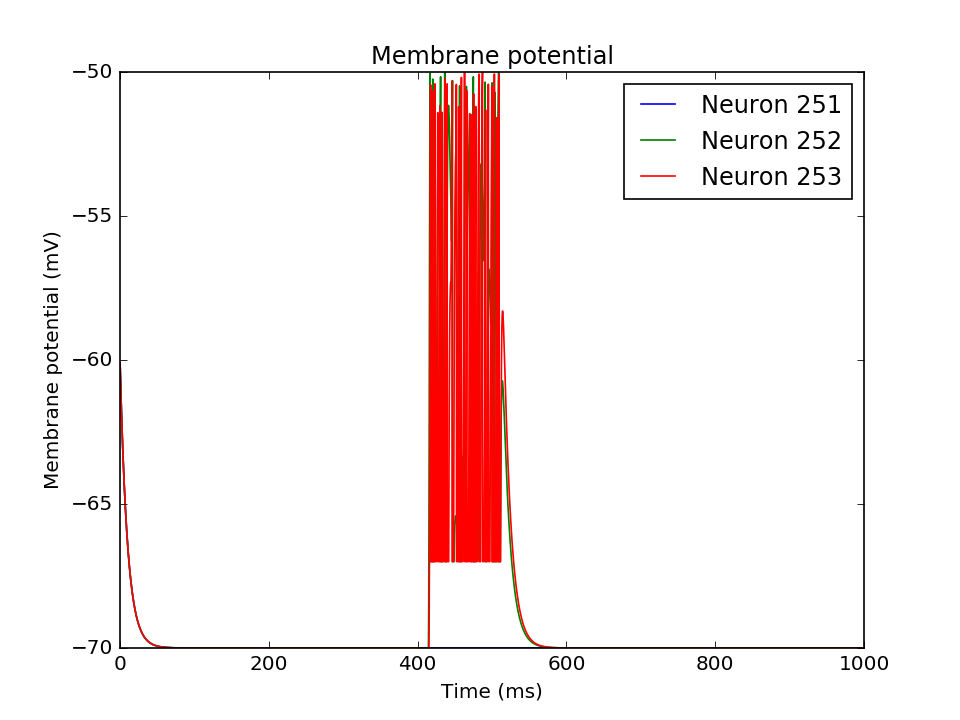 Membrane potential
Neuron 251
Neuron 252
Neuron 253
Membrane potential (mV)
−50
−55
−60
−65
−70
0 200 400 600 800 1000
Time (ms)